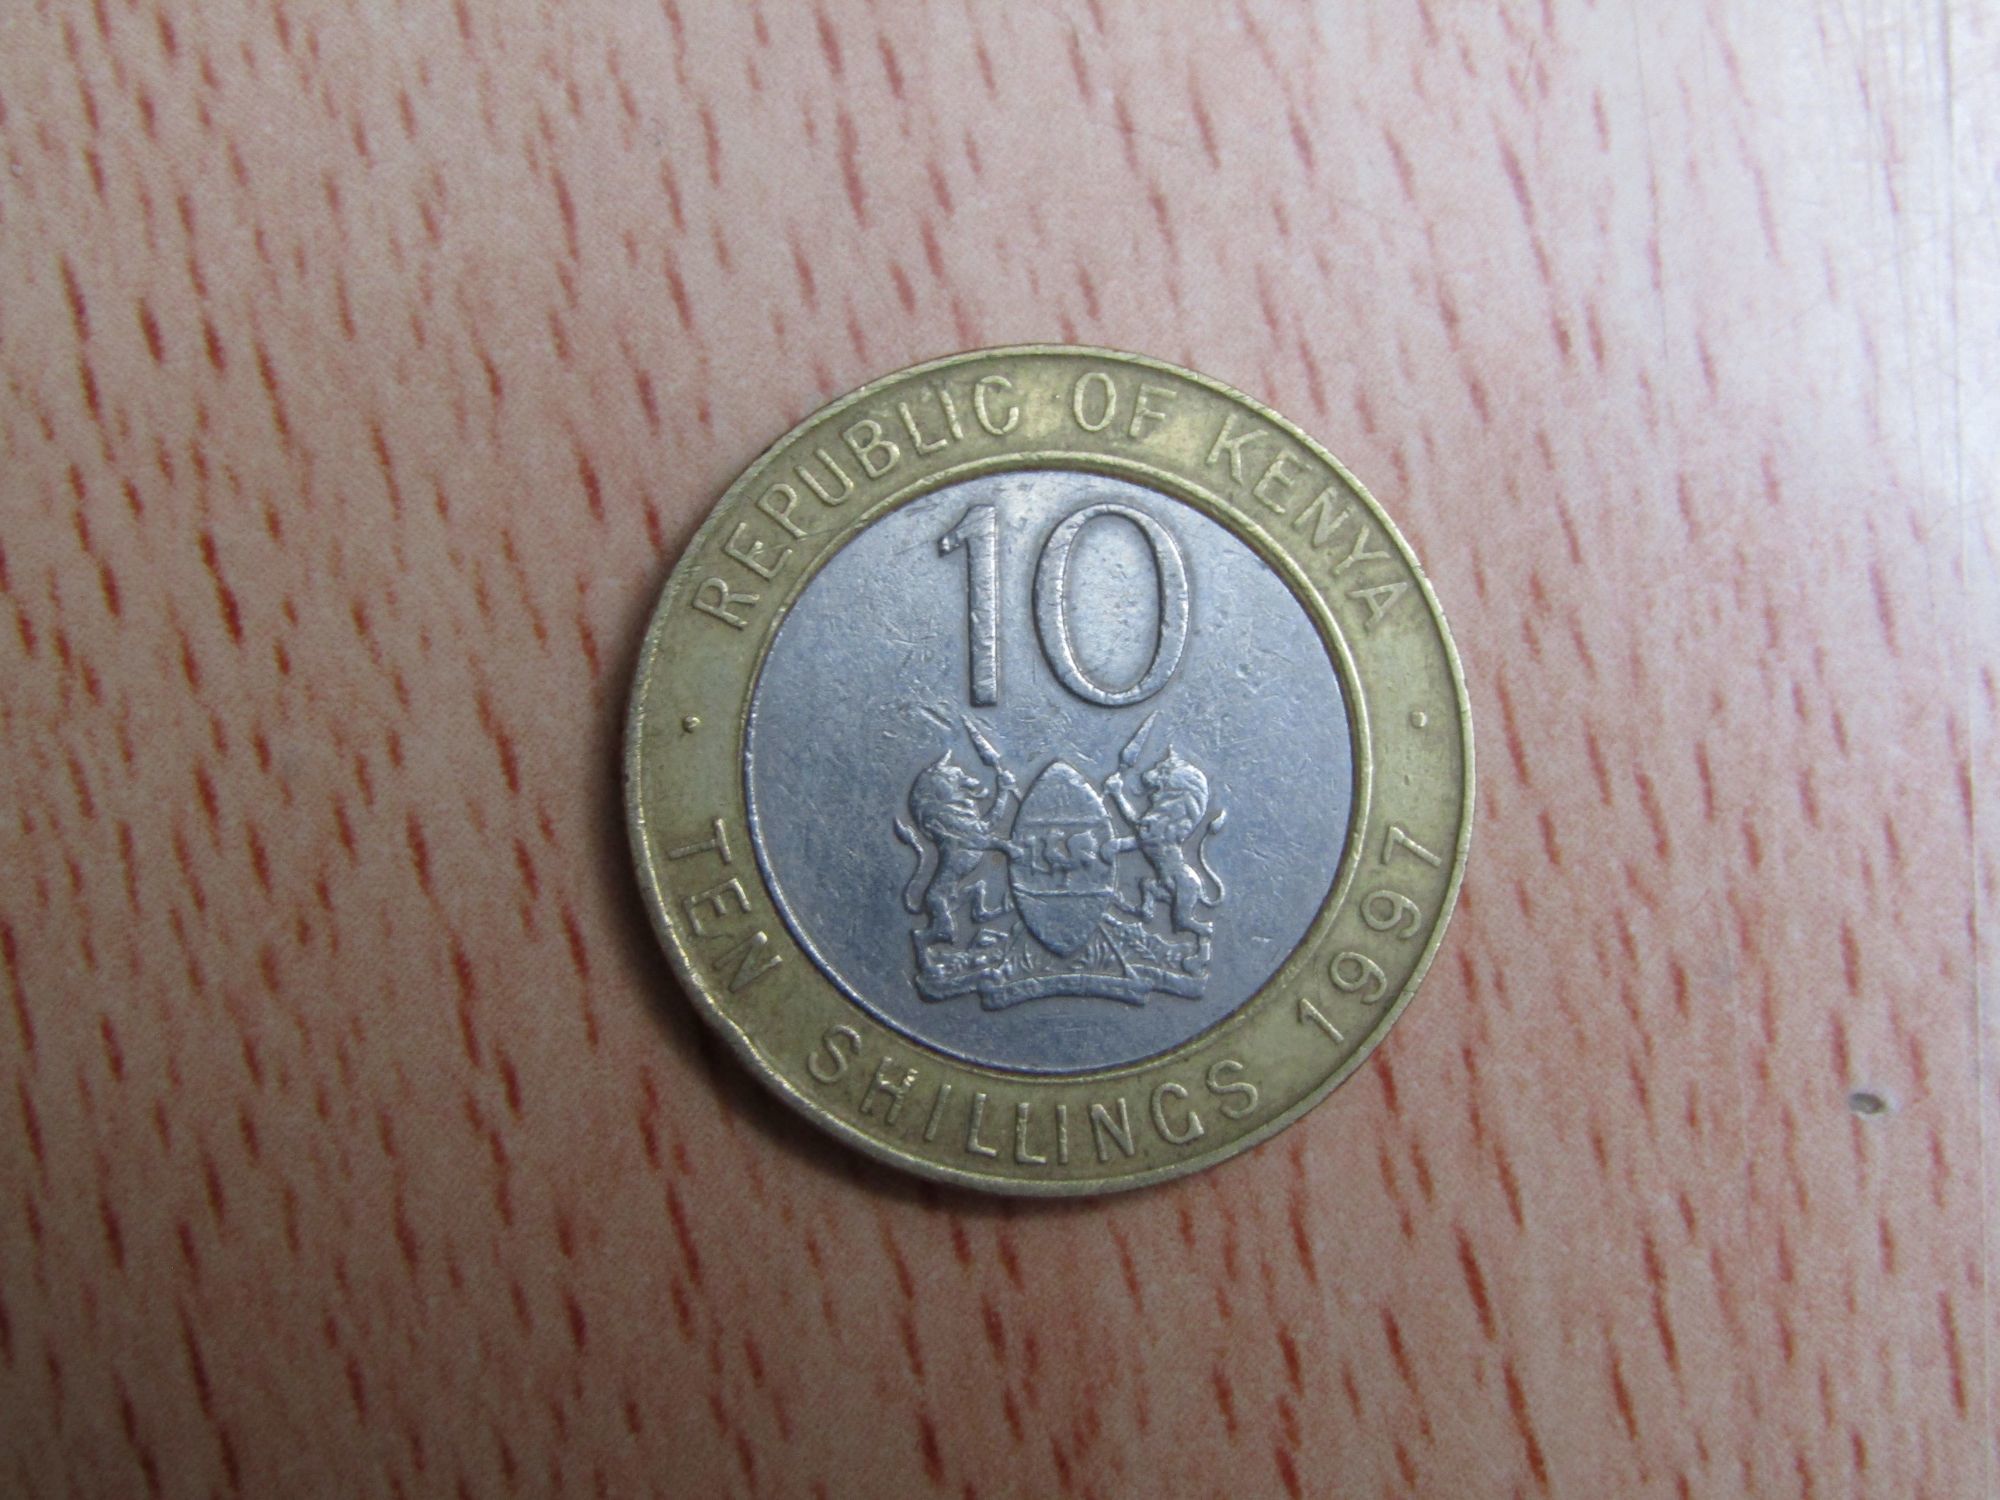 REPUBLIC OF KENYA
10
TEN SHILLINGS 1997